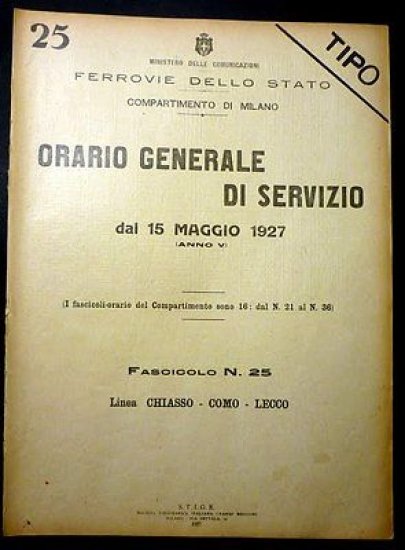 25
TIPO
MINISTERO DELLE COMUNICAZIONI
FERROVIE DELLO STATO
COMPARTIMENTO DI MILANO
ORARIO GENERALE
DI SERVIZIO
dal 15 MAGGIO 1927
(ANNO V)
(I fascicoli-orario del Compartimento sono 16: dal N. 21 al N. 36)
FASCICOLO N. 25
Linea CHIASSO - COMO - LECCO
S.T.I.G.E.